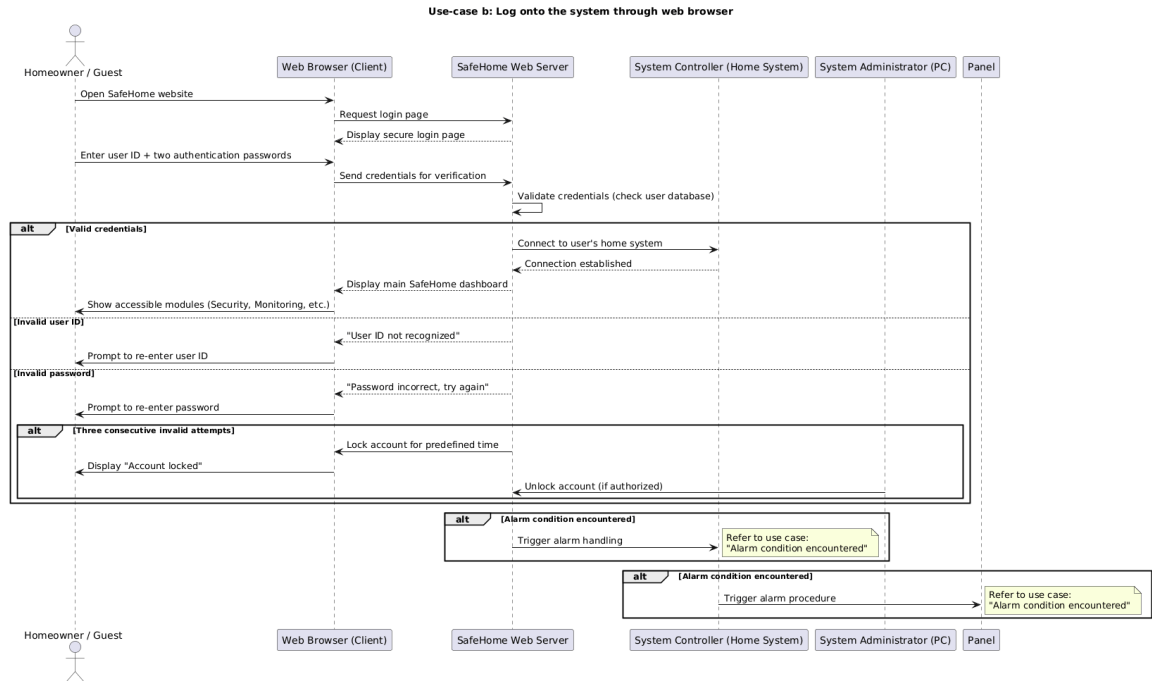 Use-case b: Log onto the system through web browser
Homeowner / Guest
Web Browser (Client)
SafeHome Web Server
System Controller (Home System)
System Administrator (PC)
Panel
Open SafeHome website
Request login page
Display secure login page
Enter user ID + two authentication passwords
Send credentials for verification
Validate credentials (check user database)
alt
[Valid credentials]
Connect to user's home system
Connection established
Display main SafeHome dashboard
Show accessible modules (Security, Monitoring, etc.)
[Invalid user ID]
"User ID not recognized"
Prompt to re-enter user ID
[Invalid password]
"Password incorrect, try again"
Prompt to re-enter password
alt
[Three consecutive invalid attempts]
Lock account for predefined time
Display "Account locked"
Unlock account (if authorized)
alt
[Alarm condition encountered]
Trigger alarm handling
Refer to use case:
"Alarm condition encountered"
alt
[Alarm condition encountered]
Trigger alarm procedure
Refer to use case:
"Alarm condition encountered"
Homeowner / Guest
Web Browser (Client)
SafeHome Web Server
System Controller (Home System)
System Administrator (PC)
Panel